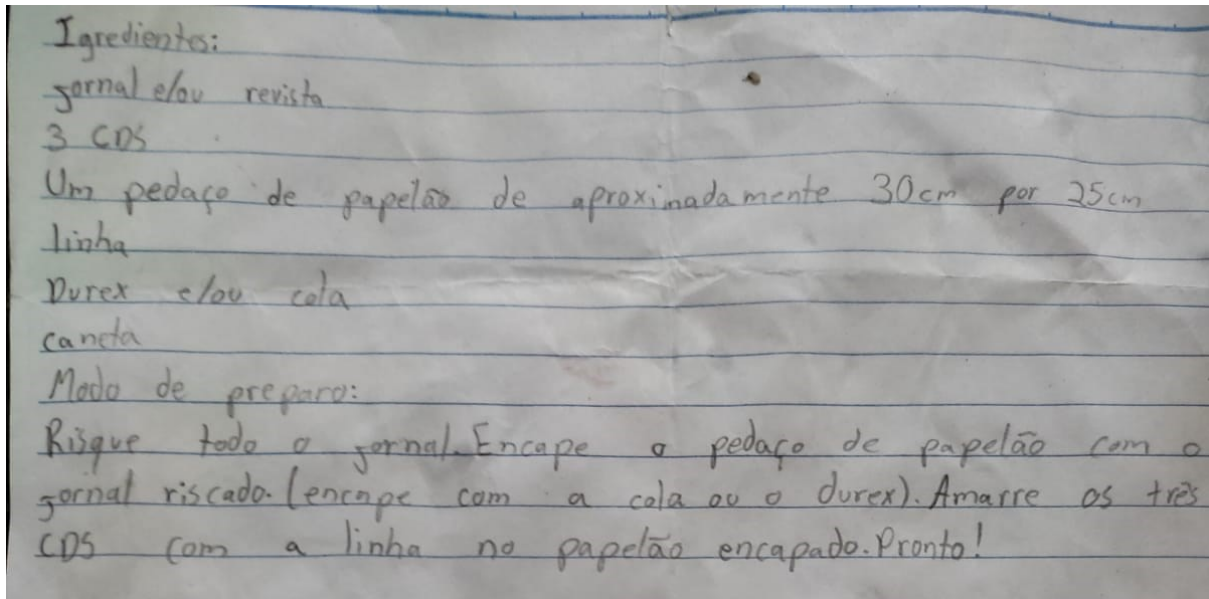 Igredientes:
jornal e/ou revista
3 CDS
Um pedaço de papelão de aproxinadamente 30cm por 25cm
linha
Durex e/ou cola
caneta
Modo de preparo:
Risque todo o jornal. Encape o pedaço de papelão com o
jornal riscado. (encape com a cola ou o durex). Amarre os três
CDS com a linha no papelão encapado. Pronto!